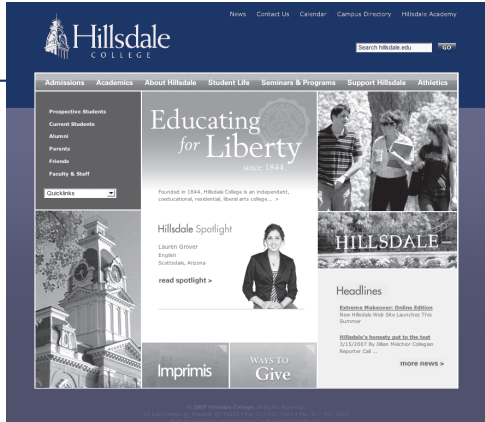 News Contact Us Calendar Campus Directory Hillsdale Academy
Hillsdale
COLLEGE
Search hillsdale.edu GO
Admissions Academics About Hillsdale Student Life Seminars & Programs Support Hillsdale Athletics
Prospective Students
Current Students
Alumni
Parents
Friends
Faculty & Staff
Quicklinks
Educating
for Liberty
since 1844
Founded in 1844, Hillsdale College is an independent,
coeducational, residential, liberal arts college... >
Hillsdale Spotlight
Lauren Grover
English
Scottsdale, Arizona
read spotlight >
Imprimis
WAYS TO
Give
HILLSDALE
Headlines
Extreme Makeover: Online Edition
New Hillsdale Web Site Launches This
Summer
Hillsdale's honesty put to the test
3/15/2007 By Jillian Melchior Collegian
Reporter Call ...
more news >
© 2007 Hillsdale College. All Rights Reserved.